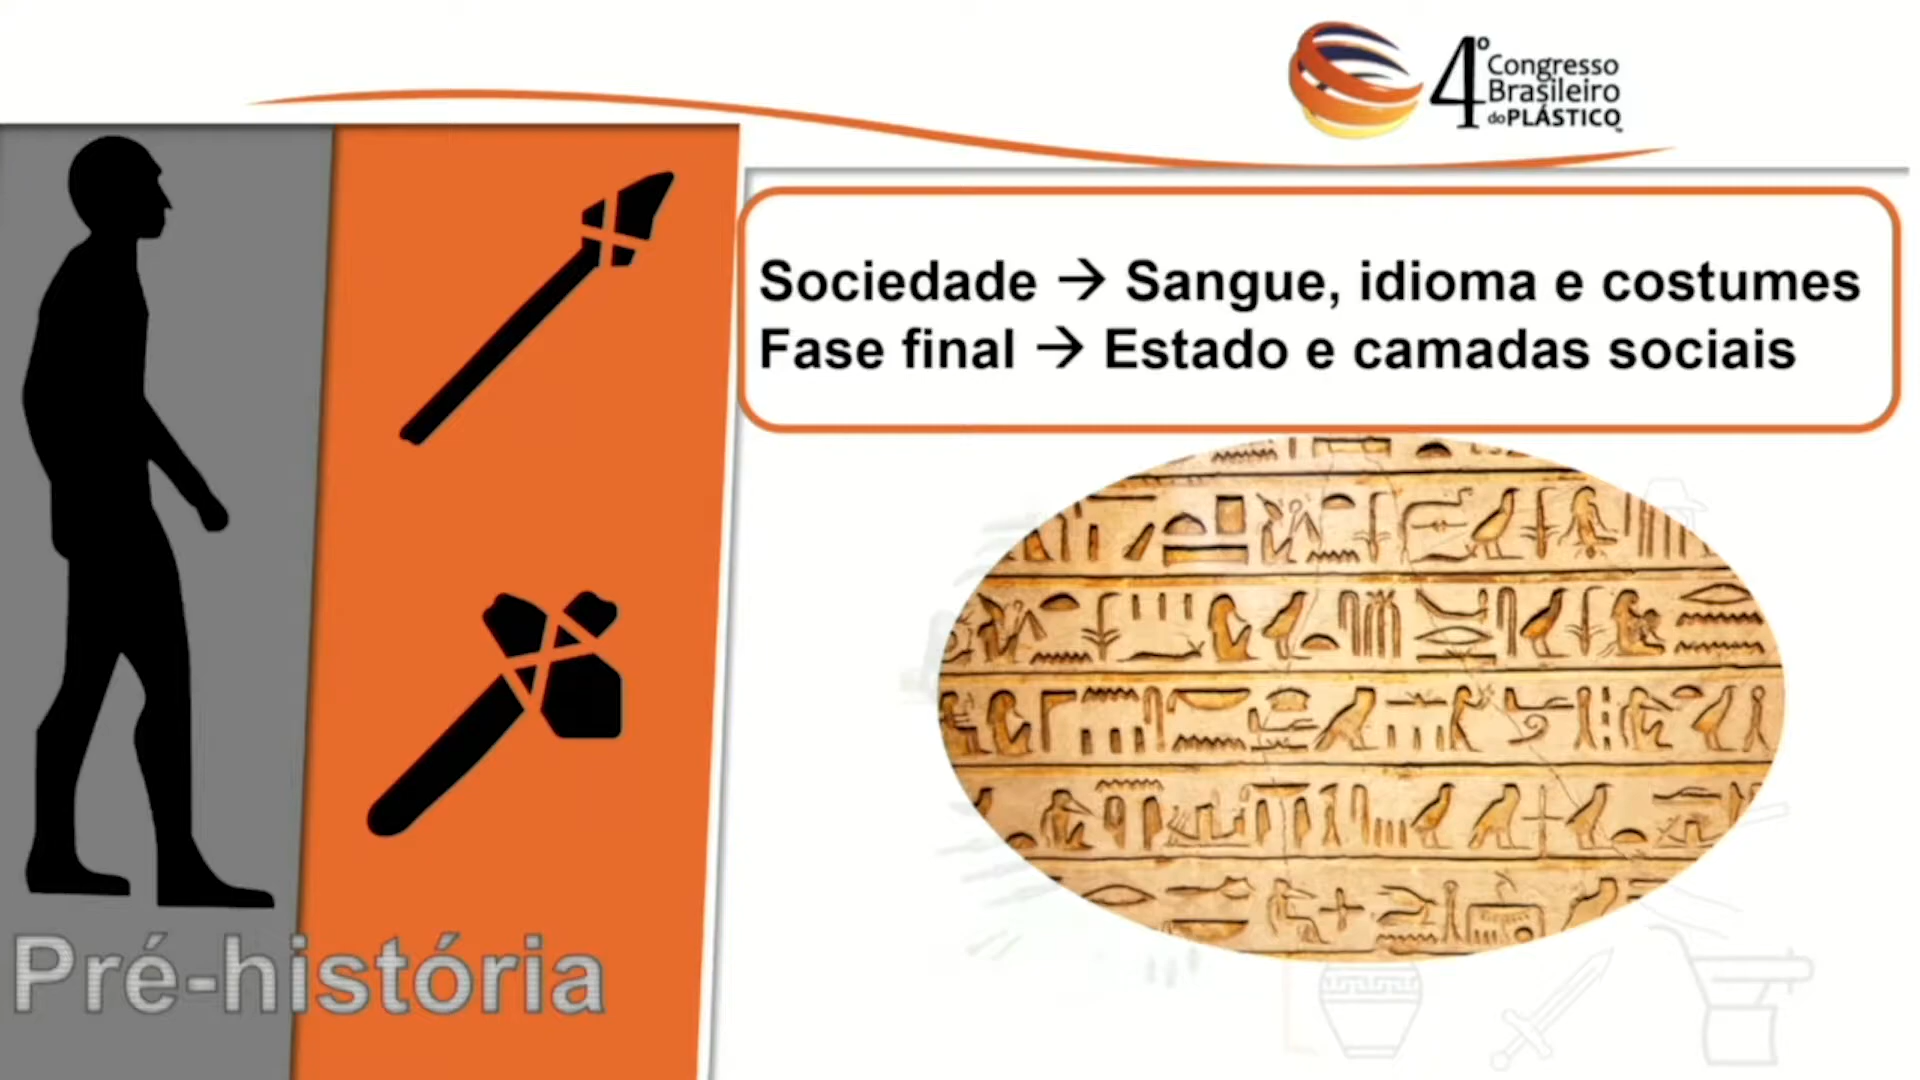 4º Congresso
Brasileiro
do PLÁSTICO
Sociedade → Sangue, idioma e costumes
Fase final → Estado e camadas sociais
Pré-história